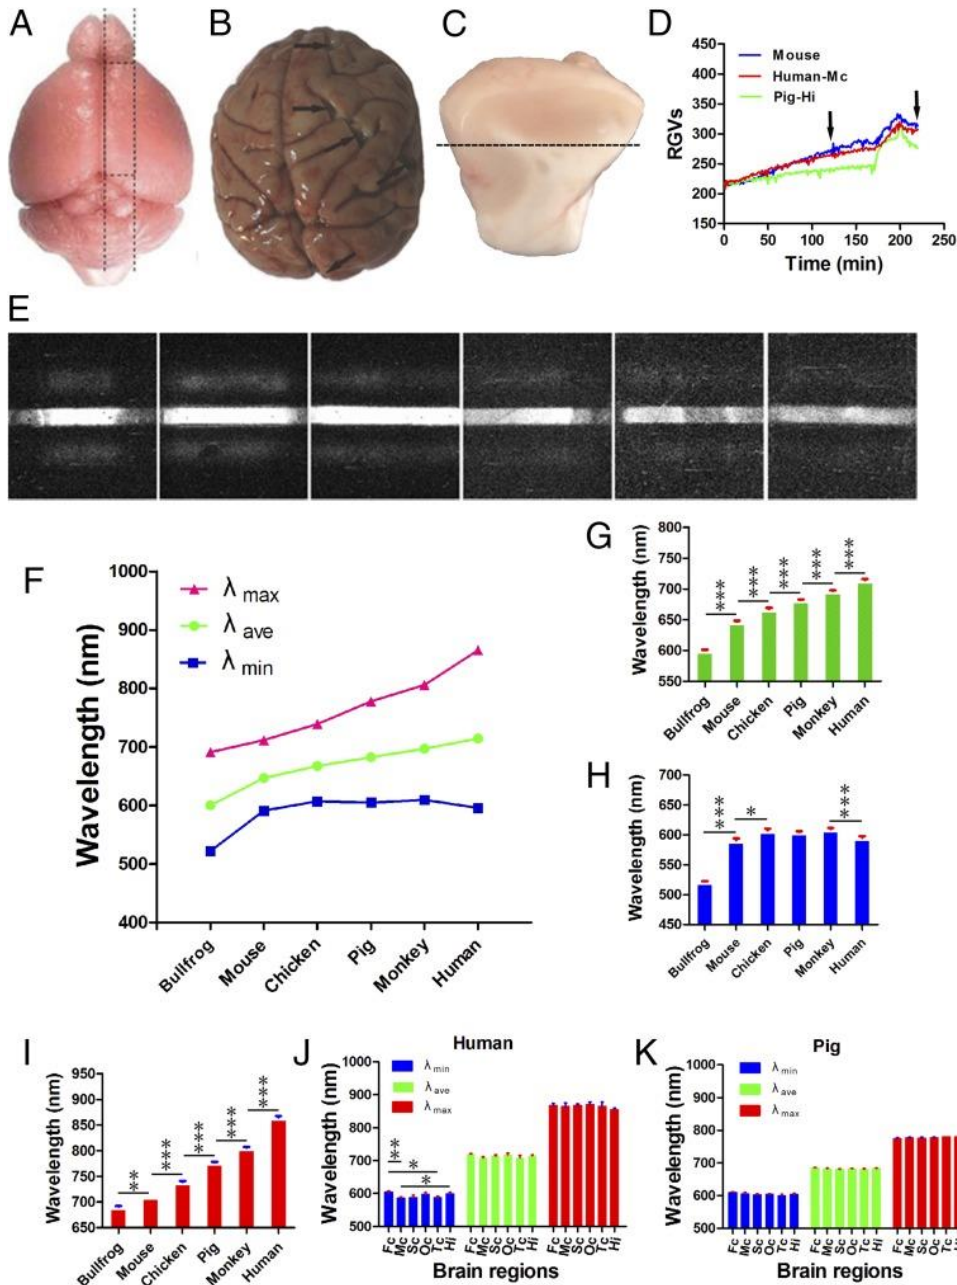 A
B
C
D
450
400
350
300
250
200
150
RGVs
Mouse
Human-Mc
Pig-Hi
0 50 100 150 200 250
Time (min)
E
F
1000
900
800
700
600
500
400
Wavelength (nm)
λ max
λ ave
λ min
Bullfrog Mouse Chicken Pig Monkey Human
G
800
750
700
650
600
550
Wavelength (nm)
*** *** *** *** ***
Bullfrog Mouse Chicken Pig Monkey Human
H
700
650
600
550
500
450
Wavelength (nm)
*** * ***
Bullfrog Mouse Chicken Pig Monkey Human
I
950
900
850
800
750
700
650
Wavelength (nm)
** *** *** *** ***
Bullfrog Mouse Chicken Pig Monkey Human
J
Human
1000
900
800
700
600
500
Wavelength (nm)
λ min
λ ave
λ max
**
*
*
Fc Mc Sc Oc Tc Hi Fc Mc Sc Oc Tc Hi Fc Mc Sc Oc Tc Hi
Brain regions
K
Pig
1000
900
800
700
600
500
Wavelength (nm)
λ min
λ ave
λ max
Fc Mc Sc Oc Tc Hi Fc Mc Sc Oc Tc Hi Fc Mc Sc Oc Tc Hi
Brain regions